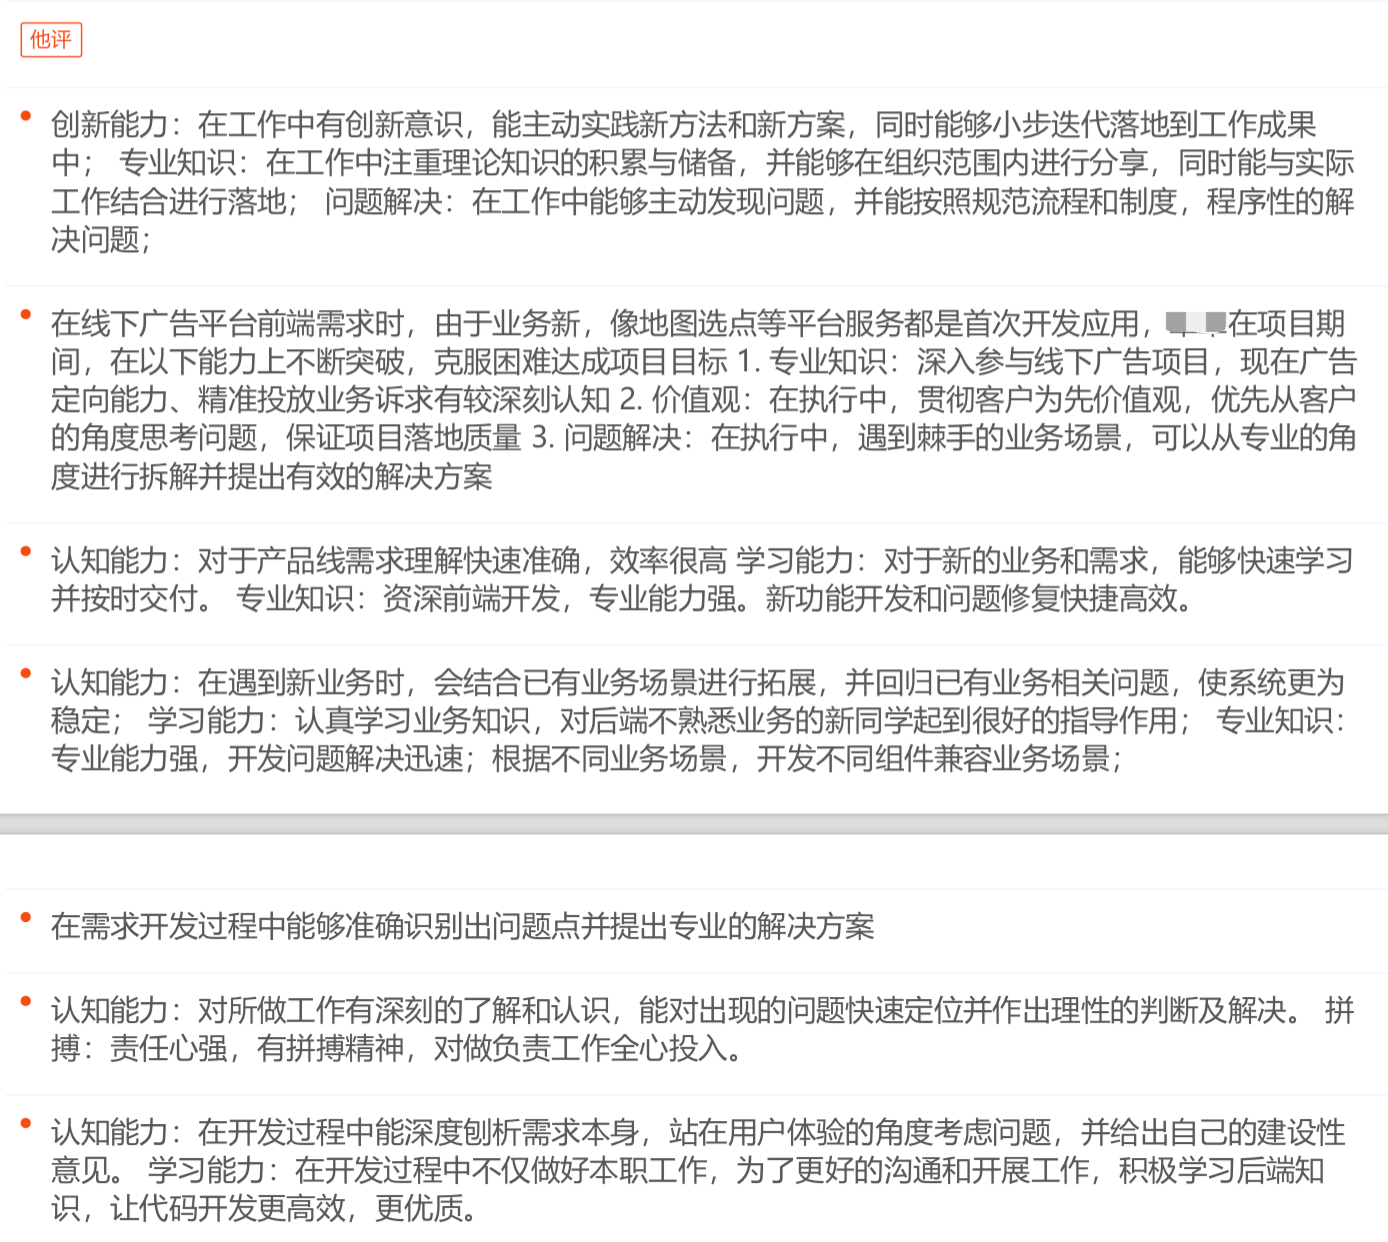 他评
创新能力：在工作中有创新意识，能主动实践新方法和新方案，同时能够小步迭代落地到工作成果
中； 专业知识：在工作中注重理论知识的积累与储备，并能够在组织范围内进行分享，同时能与实际
工作结合进行落地； 问题解决：在工作中能够主动发现问题，并能按照规范流程和制度，程序性的解
决问题；
在线下广告平台前端需求时，由于业务新，像地图选点等平台服务都是首次开发应用，在项目期
间，在以下能力上不断突破，克服困难达成项目目标 1. 专业知识：深入参与线下广告项目，现在广告
定向能力、精准投放业务诉求有较深刻认知 2. 价值观：在执行中，贯彻客户为先价值观，优先从客户
的角度思考问题，保证项目落地质量 3. 问题解决：在执行中，遇到棘手的业务场景，可以从专业的角
度进行拆解并提出有效的解决方案
认知能力：对于产品线需求理解快速准确，效率很高 学习能力：对于新的业务和需求，能够快速学习
并按时交付。 专业知识：资深前端开发，专业能力强。新功能开发和问题修复快捷高效。
认知能力：在遇到新业务时，会结合已有业务场景进行拓展，并回归已有业务相关问题，使系统更为
稳定； 学习能力：认真学习业务知识，对后端不熟悉业务的新同学起到很好的指导作用； 专业知识：
专业能力强，开发问题解决迅速；根据不同业务场景，开发不同组件兼容业务场景；
在需求开发过程中能够准确识别出问题点并提出专业的解决方案
认知能力：对所做工作有深刻的了解和认识，能对出现的问题快速定位并作出理性的判断及解决。 拼
搏：责任心强，有拼搏精神，对做负责工作全心投入。
认知能力：在开发过程中能深度刨析需求本身，站在用户体验的角度考虑问题，并给出自己的建设性
意见。 学习能力：在开发过程中不仅做好本职工作，为了更好的沟通和开展工作，积极学习后端知
识，让代码开发更高效，更优质。